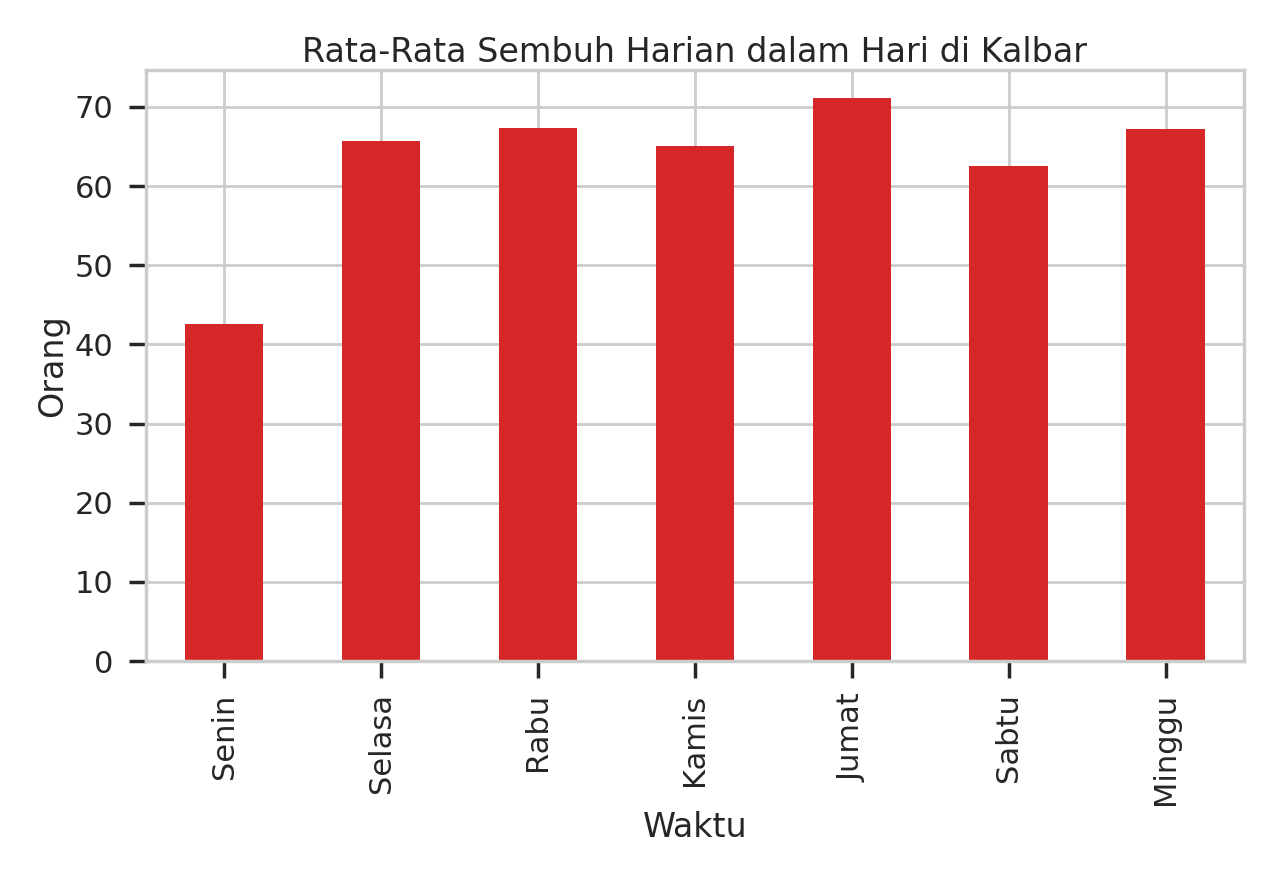 Rata-Rata Sembuh Harian dalam Hari di Kalbar
Orang
70
60
50
40
30
20
10
0
Senin
Selasa
Rabu
Kamis
Jumat
Sabtu
Minggu
Waktu